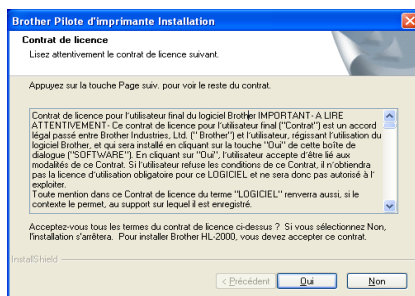 Brother Pilote d'imprimante Installation
Contrat de licence
Lisez attentivement le contrat de licence suivant.
Appuyez sur la touche Page suiv. pour voir le reste du contrat.
Contrat de licence pour l'utilisateur final du logiciel Brother IMPORTANT- A LIRE
ATTENTIVEMENT- Ce contrat de licence pour l'utilisateur final ("Contrat") est un accord
légal passé entre Brother Industries, Ltd. (" Brother") et l'utilisateur, régissant l'utilisation du
logiciel Brother, et qui sera installé en cliquant sur la touche "Oui" de cette boîte de
dialogue ("SOFTWARE"). En cliquant sur "Oui", l'utilisateur accepte d'être lié aux
modalités de ce Contrat. Si l'utilisateur refuse les conditions de ce Contrat, il n'obtiendra
pas la licence d'utilisation obligatoire pour ce LOGICIEL et ne sera donc pas autorisé à l'
exploiter.
Toute mention dans ce Contrat de licence du terme "LOGICIEL" renverra aussi, si le
contexte le permet, au support sur lequel il est enregistré.
Acceptez-vous tous les termes du contrat de licence ci-dessus ? Si vous sélectionnez Non,
l'installation s'arrêtera. Pour installer Brother HL-2000, vous devez accepter ce contrat.
InstallShield
< Précédent Oui Non